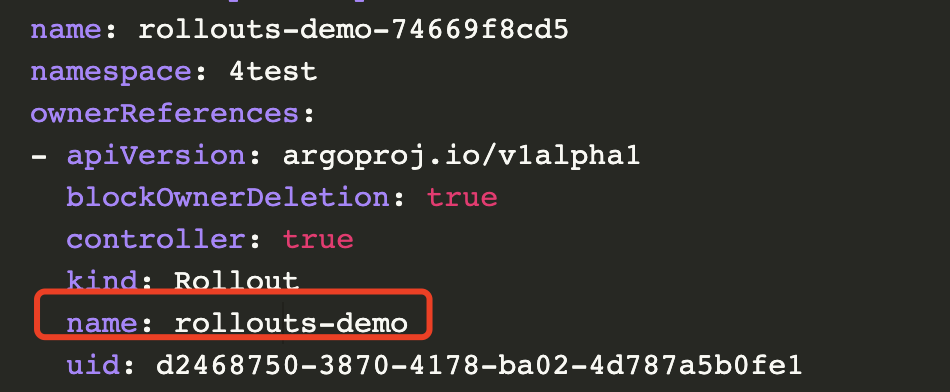 name: rollouts-demo-74669f8cd5
namespace: 4test
ownerReferences:
- apiVersion: argoproj.io/v1alpha1
blockOwnerDeletion: true
controller: true
kind: Rollout
name: rollouts-demo
uid: d2468750-3870-4178-ba02-4d787a5b0fe1